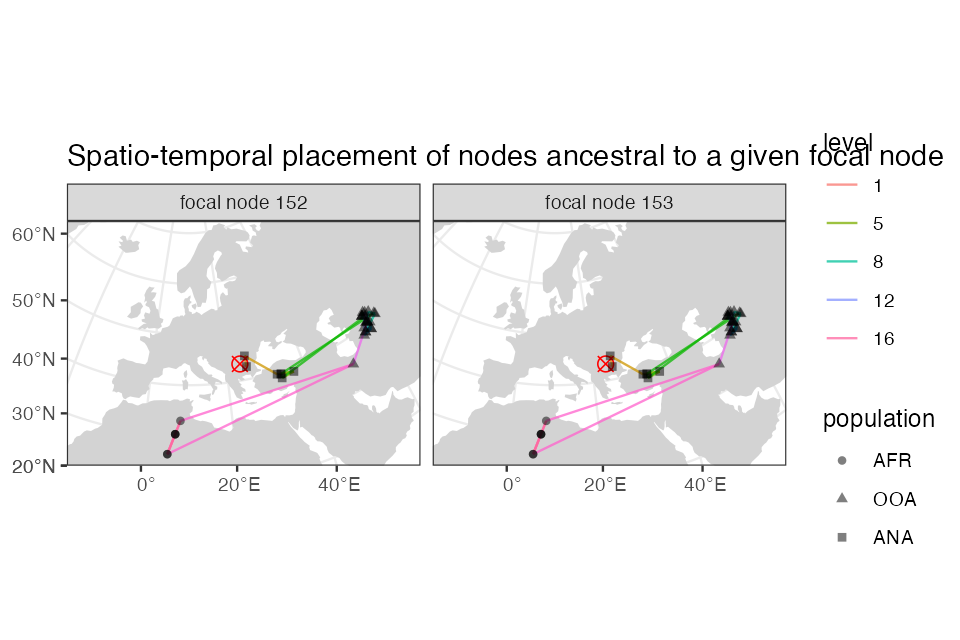 Spatio-temporal placement of nodes ancestral to a given focal node
focal node 152
focal node 153
60°N
50°N
40°N
30°N
20°N
0°
20°E
40°E
0°
20°E
40°E
level
1
5
8
12
16
population
AFR
OOA
ANA